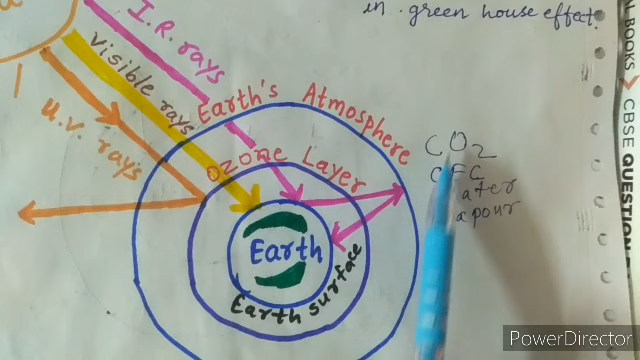 in green house effect.
I.R. rays
visible rays
U.V. rays
Earth's Atmosphere
Ozone Layer
Earth
Earth surface
CO2
CFC
ater
apour
BOOKS
CBSE QUESTION
PowerDirector